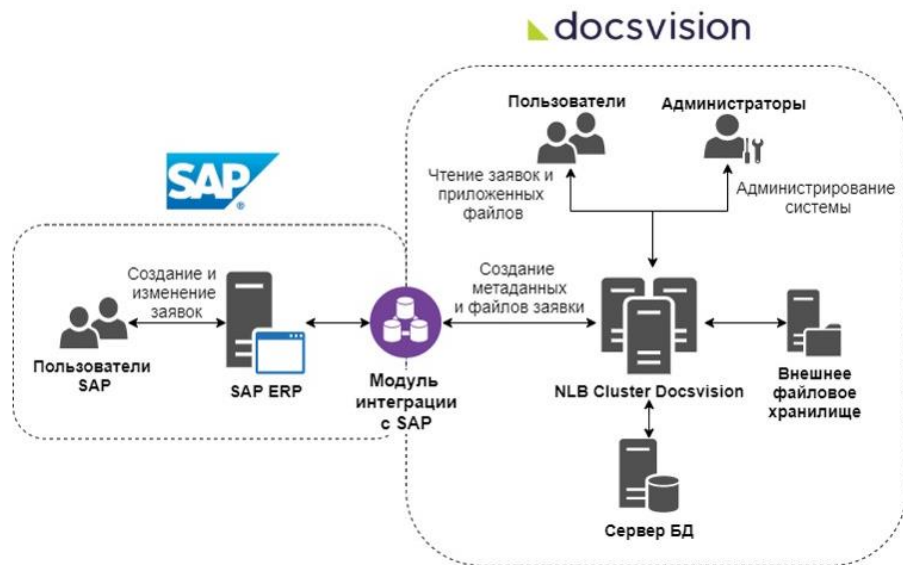 docsvision
Пользователи
Администраторы
Чтение заявок и
приложенных
файлов
Администрирование
системы
SAP
®
Создание и
изменение
заявок
Создание
метаданных
и файлов заявки
Пользователи
SAP
SAP ERP
Модуль
интеграции
с SAP
NLB Cluster Docsvision
Внешнее
файловое
хранилище
Сервер БД